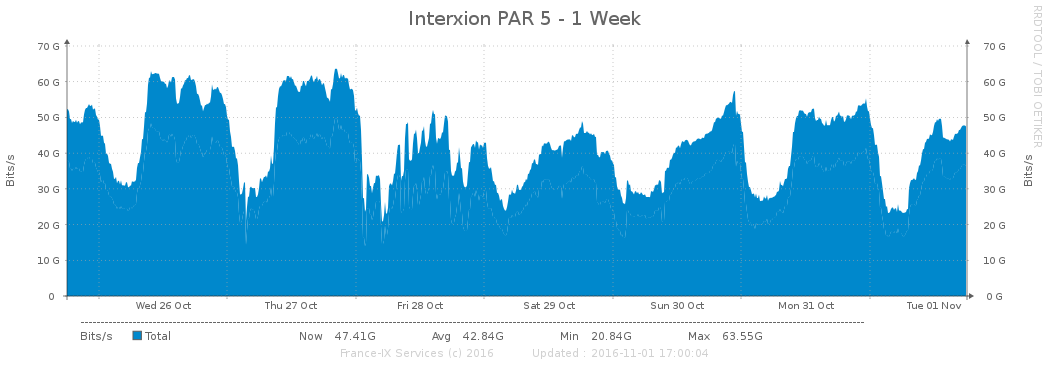 Interxion PAR 5 - 1 Week
RRDTOOL / TOBI OETIKER
70 G 70 G
60 G 60 G
50 G 50 G
40 G 40 G
30 G 30 G
20 G 20 G
10 G 10 G
0 0 G
Bits/s
Bits/s
Wed 26 Oct Thu 27 Oct Fri 28 Oct Sat 29 Oct Sun 30 Oct Mon 31 Oct Tue 01 Nov
Bits/s Total Now 47.41G Avg 42.84G Min 20.84G Max 63.55G
France-IX Services (c) 2016 Updated : 2016-11-01 17:00:04